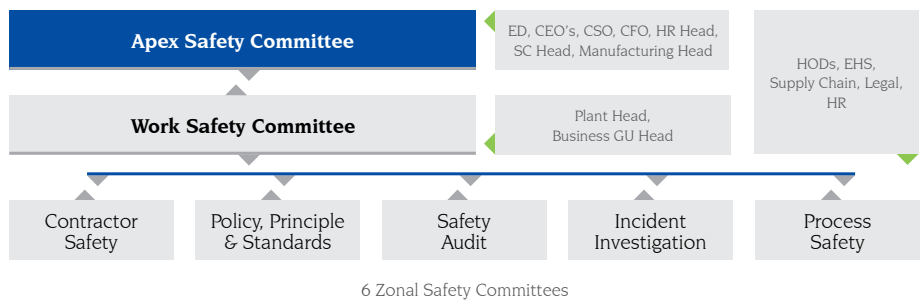 Apex Safety Committee
ED, CEO's, CSO, CFO, HR Head,
SC Head, Manufacturing Head
HODs, EHS,
Supply Chain, Legal,
HR
Work Safety Committee
Plant Head,
Business GU Head
Contractor
Safety
Policy, Principle
& Standards
Safety
Audit
Incident
Investigation
Process
Safety
6 Zonal Safety Committees